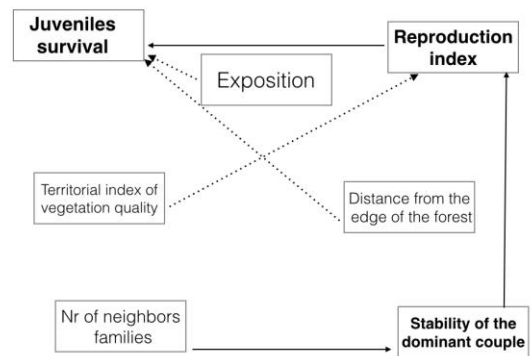 Juveniles
survival
Reproduction
index
Exposition
Territorial index of
vegetation quality
Distance from the
edge of the forest
Nr of neighbors
families
Stability of the
dominant couple